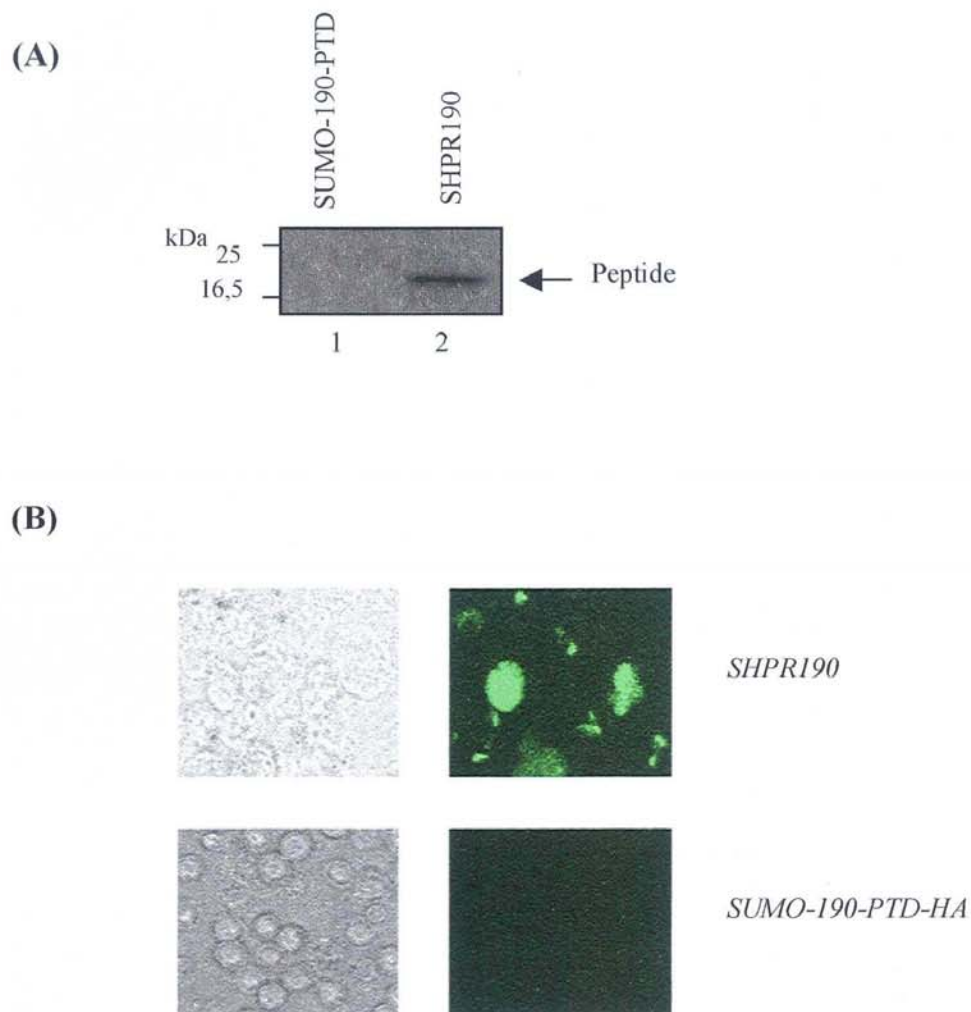 (A)
SUMO-190-PTD
SHPR190
kDa
25
16,5
Peptide
1 2
(B)
SHPR190
SUMO-190-PTD-HA